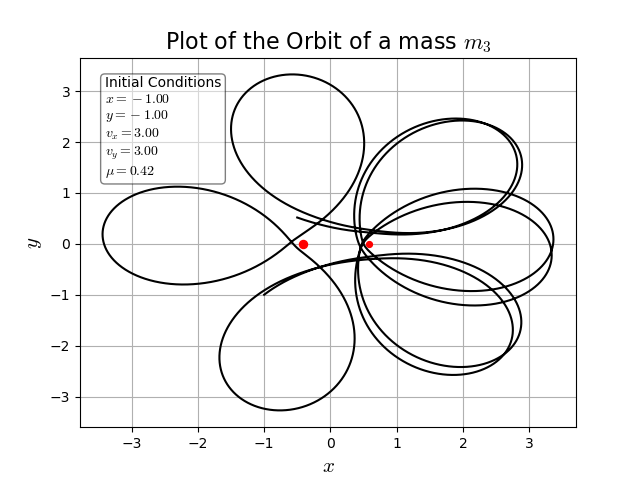 Plot of the Orbit of a mass m₃
Initial Conditions
x = −1.00
y = −1.00
vₓ = 3.00
v_y = 3.00
μ = 0.42
y
3
2
1
0
−1
−2
−3
−3 −2 −1 0 1 2 3
x